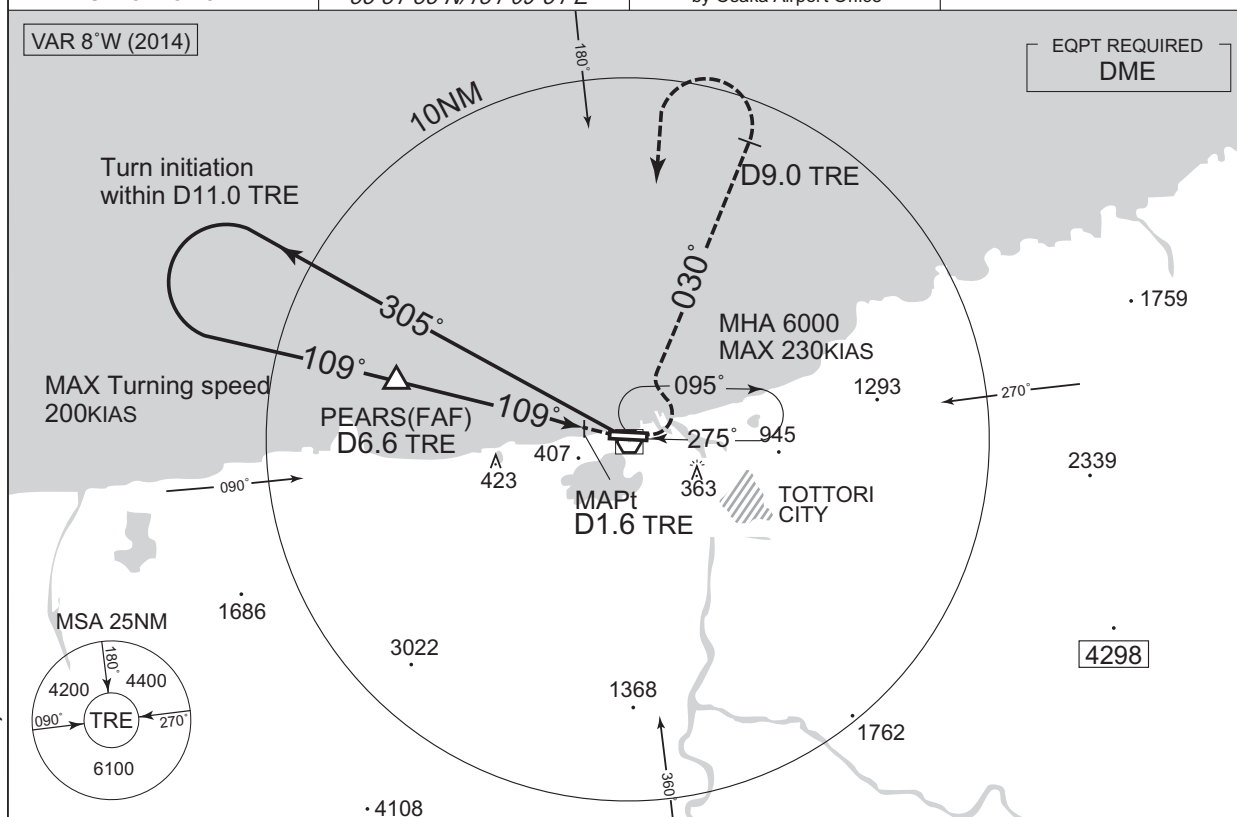 by Osaka Airport Office
VAR 8°W (2014)
EQPT REQUIRED
DME
180°
10NM
Turn initiation
within D11.0 TRE
D9.0 TRE
030°
305°
1759
MHA 6000
MAX 230KIAS
109°
MAX Turning speed
200KIAS
095°
1293
270°
PEARS(FAF)
D6.6 TRE
109°
275°
945
407
423
363
2339
090°
MAPt
D1.6 TRE
TOTTORI
CITY
1686
MSA 25NM
3022
4298
180°
4200
4400
090°
TRE
270°
6100
1368
1762
360°
4108